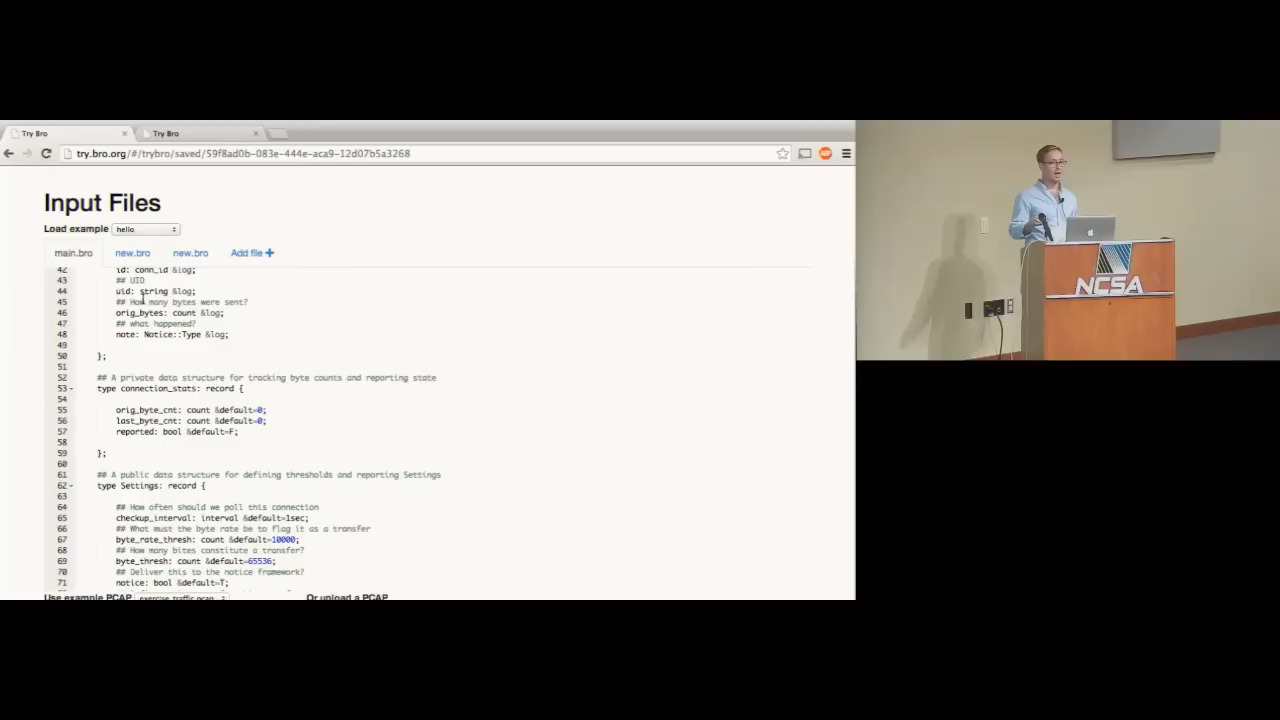 Try Bro
Try Bro
try.bro.org/#/trybro/saved/59f8ad0b-083e-444e-aca9-12d07b5a3268
ABP
Input Files
Load example hello
main.bro new.bro new.bro Add file
42 id: conn_id &log;
43 ## UID
44 uid: string &log;
45 ## How many bytes were sent?
46 orig_bytes: count &log;
47 ## what happened?
48 note: Notice::Type &log;
49
50 };
51
52 ## A private data structure for tracking byte counts and reporting state
53 type connection_stats: record {
54
55 orig_byte_cnt: count &default=0;
56 last_byte_cnt: count &default=0;
57 reported: bool &default=F;
58
59 };
60
61 ## A public data structure for defining thresholds and reporting Settings
62 type Settings: record {
63
64 ## How often should we poll this connection
65 checkup_interval: interval &default=1sec;
66 ## What must the byte rate be to flag it as a transfer
67 byte_rate_thresh: count &default=10000;
68 ## How many bites constitute a transfer?
69 byte_thresh: count &default=65536;
70 ## Deliver this to the notice framework?
71 notice: bool &default=T;
Use example PCAP exercise_traffic.pcap Or upload a PCAP
NCSA